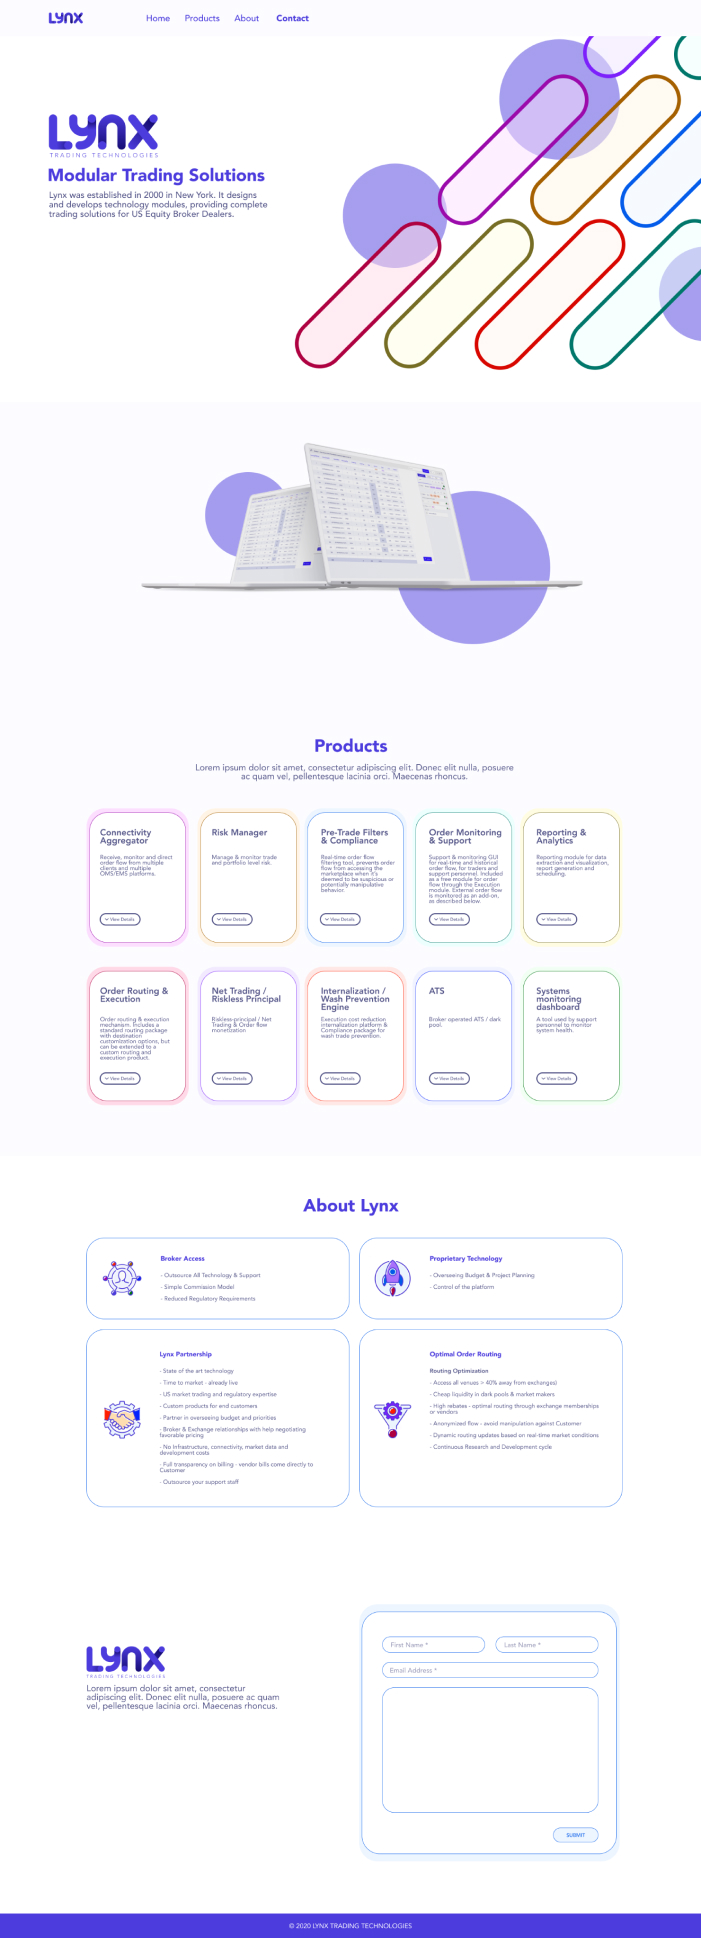 LYNX
Home Products About Contact
LYNX
TRADING TECHNOLOGIES
Modular Trading Solutions
Lynx was established in 2000 in New York. It designs
and develops technology modules, providing complete
trading solutions for US Equity Broker Dealers.
Products
Lorem ipsum dolor sit amet, consectetur adipiscing elit. Donec elit nulla, posuere
ac quam vel, pellentesque lacinia orci. Maecenas rhoncus.
Connectivity
Aggregator
Receive, monitor and direct
order flow from multiple
clients and multiple
OMS/EMS platforms.
View Details
Risk Manager
Manage & monitor trade
and portfolio level risk.
View Details
Pre-Trade Filters
& Compliance
Real-time order flow
filtering tool, prevents order
flow from accessing the
marketplace when it's
deemed to be suspicious or
potentially manipulative
behavior.
View Details
Order Monitoring
& Support
Support & monitoring GUI
for real-time and historical
order flow, for traders and
support personnel. Included
as a free module for order
flow through the Execution
module. External order flow
is monitored as an add-on,
as described below.
View Details
Reporting &
Analytics
Reporting module for data
extraction and visualization,
report generation and
scheduling.
View Details
Order Routing &
Execution
Order routing & execution
mechanism. Includes a
standard routing package
with destination
customization options, but
can be extended to a
custom routing and
execution product.
View Details
Net Trading /
Riskless Principal
Riskless-principal / Net
Trading & Order flow
monetization
View Details
Internalization /
Wash Prevention
Engine
Execution cost reduction
internalization platform &
Compliance package for
wash trade prevention.
View Details
ATS
Broker operated ATS / dark
pool.
View Details
Systems
monitoring
dashboard
A tool used by support
personnel to monitor
system health.
View Details
About Lynx
Broker Access
- Outsource All Technology & Support
- Simple Commission Model
- Reduced Regulatory Requirements
Proprietary Technology
- Overseeing Budget & Project Planning
- Control of the platform
Lynx Partnership
- State of the art technology
- Time to market - already live
- US market trading and regulatory expertise
- Custom products for end customers
- Partner in overseeing budget and priorities
- Broker & Exchange relationships with help negotiating
favorable pricing
- No Infrastructure, connectivity, market data and
development costs
- Full transparency on billing - vendor bills come directly to
Customer
- Outsource your support staff
Optimal Order Routing
Routing Optimization
- Access all venues > 40% away from exchanges!
- Cheap liquidity in dark pools & market makers
- High rebates - optimal routing through exchange memberships
or vendors
- Anonymized flow - avoid manipulation against Customer
- Dynamic routing updates based on real-time market conditions
- Continuous Research and Development cycle
LYNX
TRADING TECHNOLOGIES
Lorem ipsum dolor sit amet, consectetur
adipiscing elit. Donec elit nulla, posuere ac quam
vel, pellentesque lacinia orci. Maecenas rhoncus.
First Name *
Last Name *
Email Address *
SUBMIT
© 2020 LYNX TRADING TECHNOLOGIES